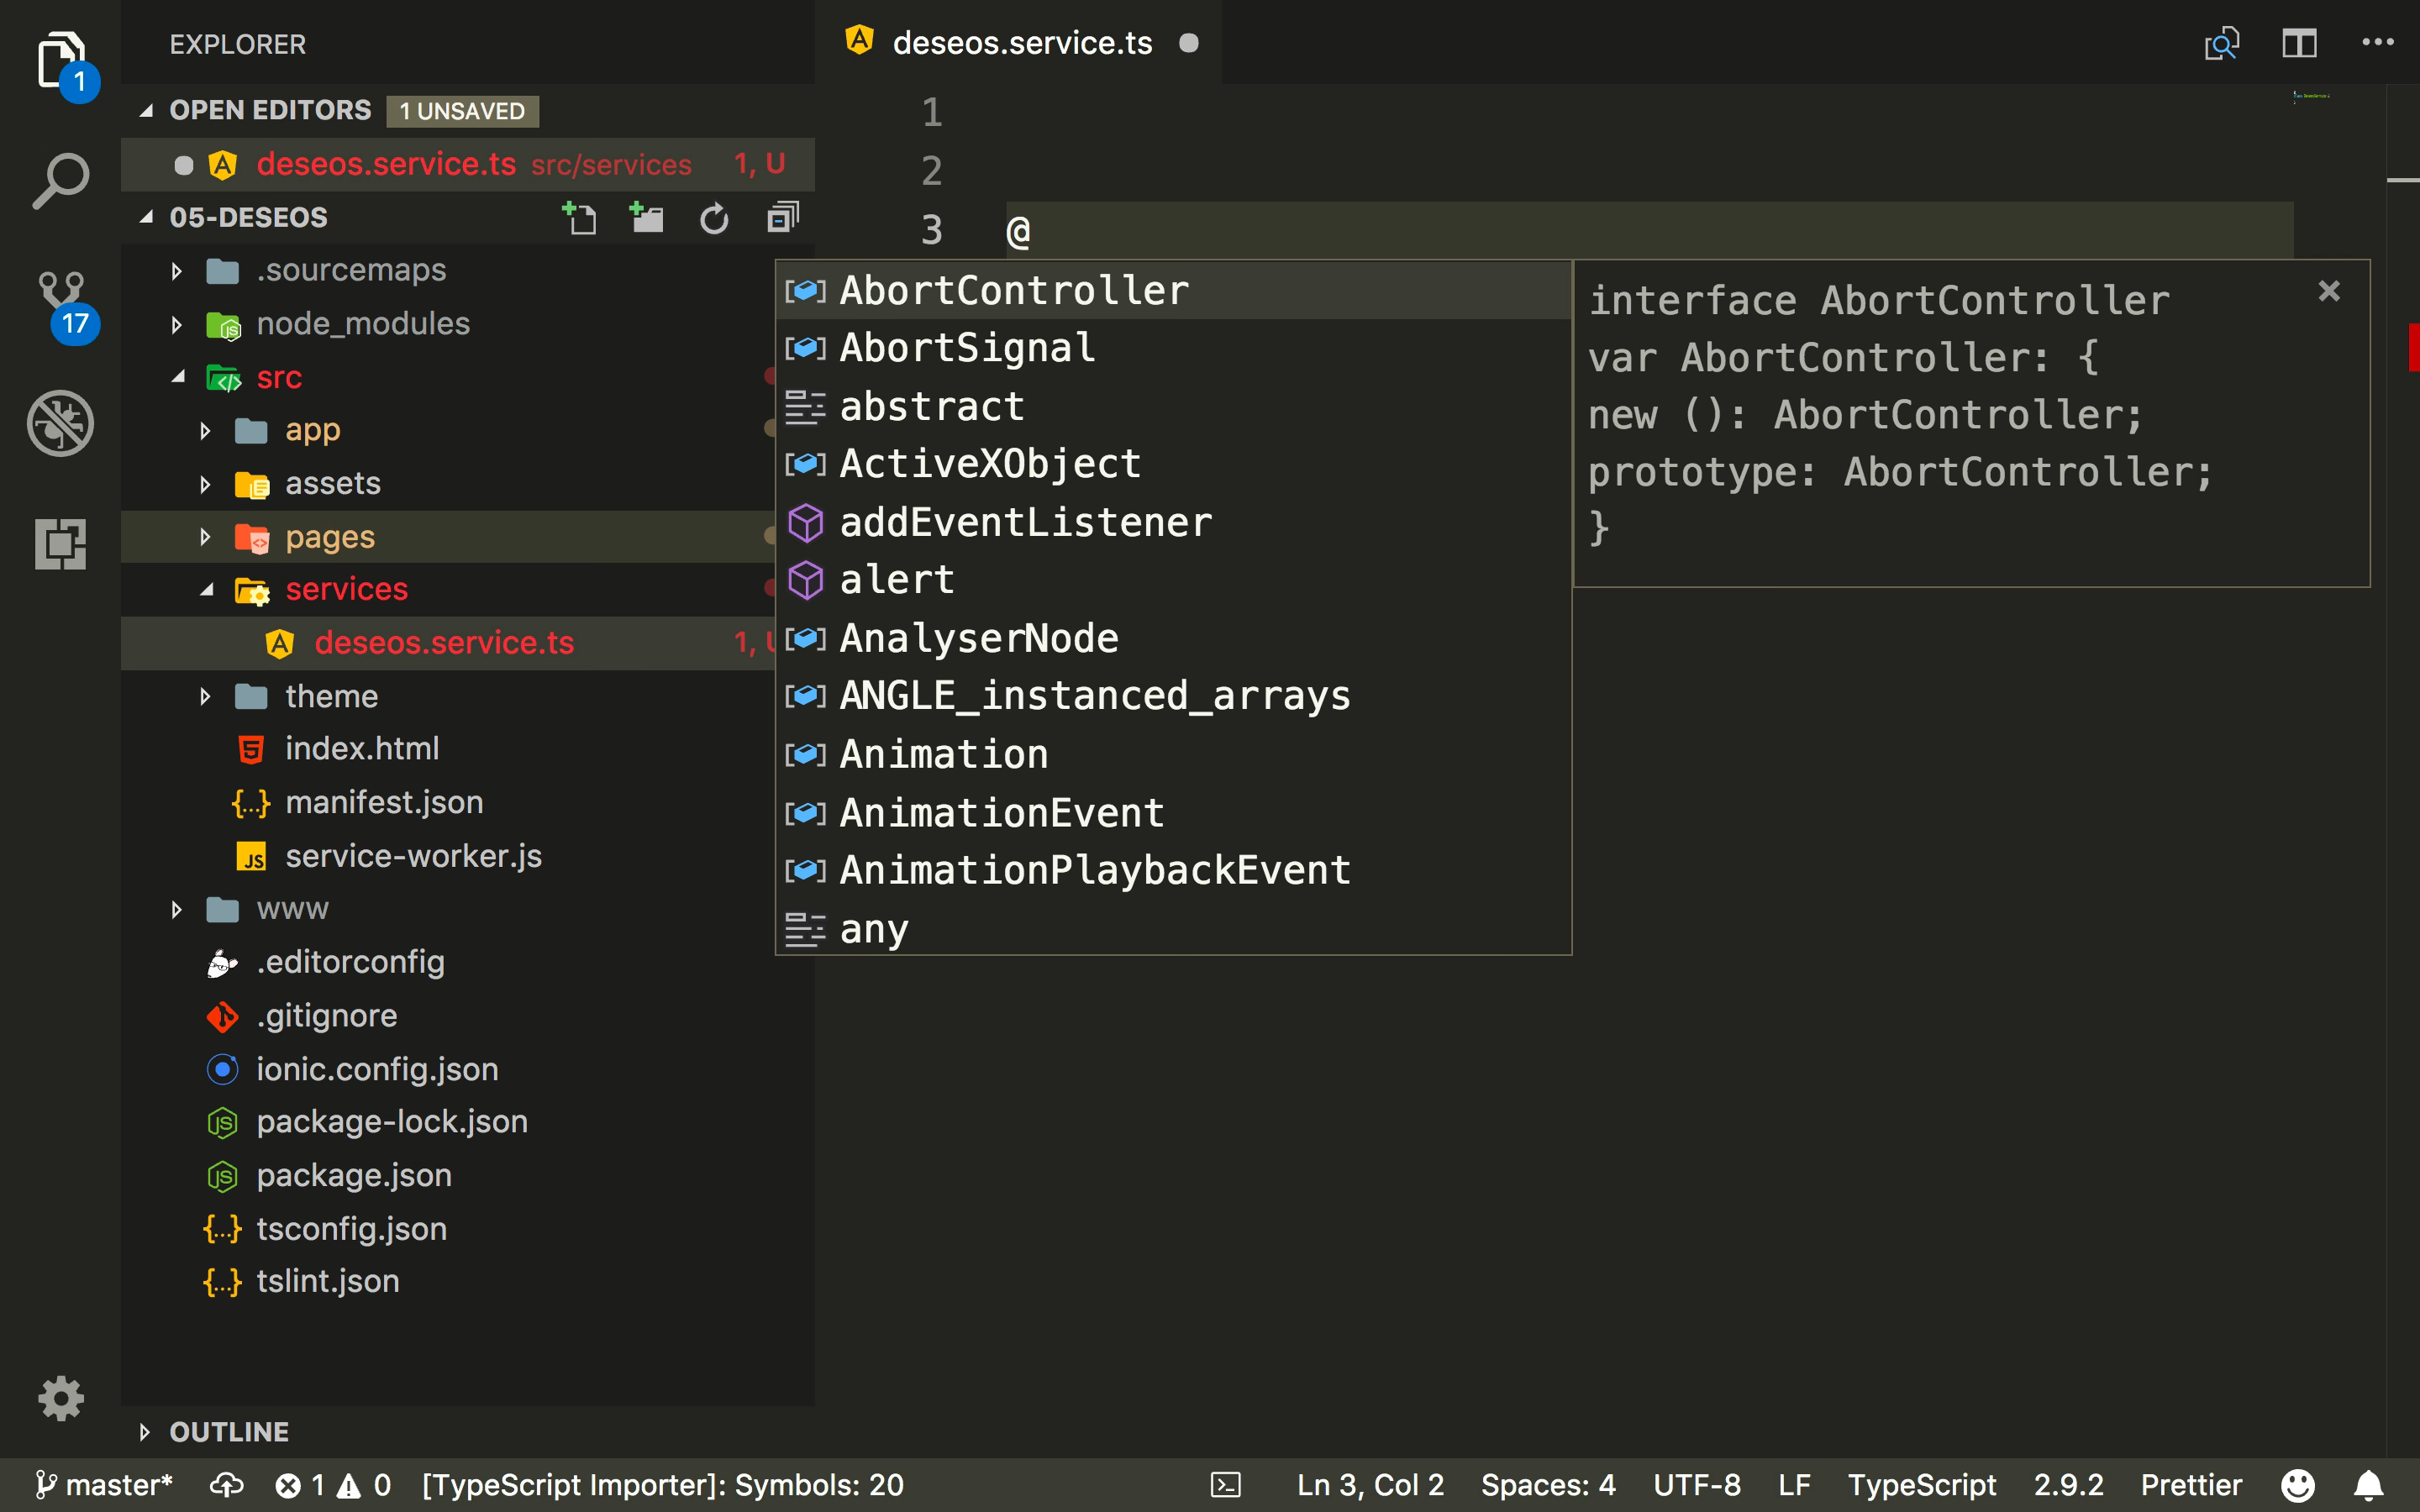 EXPLORER
OPEN EDITORS 1 UNSAVED
deseos.service.ts src/services 1, U
05-DESEOS
.sourcemaps
node_modules
src
app
assets
pages
services
deseos.service.ts 1, U
theme
index.html
manifest.json
service-worker.js
www
.editorconfig
.gitignore
ionic.config.json
package-lock.json
package.json
tsconfig.json
tslint.json
OUTLINE
1
17
deseos.service.ts
1
2
3 @
AbortController
AbortSignal
abstract
ActiveXObject
addEventListener
alert
AnalyserNode
ANGLE_instanced_arrays
Animation
AnimationEvent
AnimationPlaybackEvent
any
interface AbortController
var AbortController: {
new (): AbortController;
prototype: AbortController;
}
master* 1 0 [TypeScript Importer]: Symbols: 20 Ln 3, Col 2 Spaces: 4 UTF-8 LF TypeScript 2.9.2 Prettier